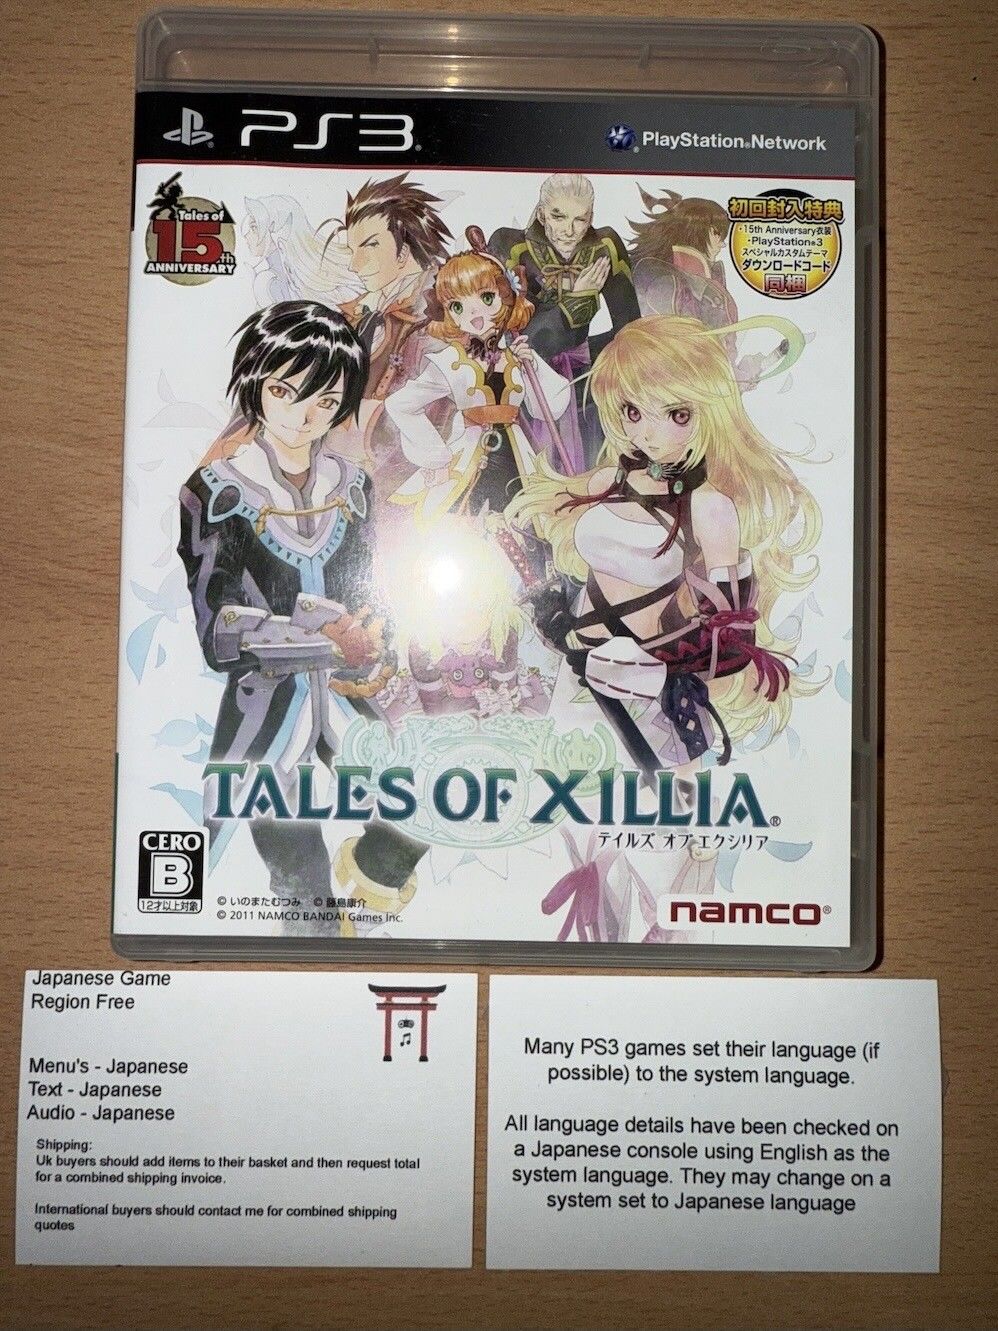 PS3
PlayStation®Network
Tales of
15th
ANNIVERSARY
初回封入特典
・15th Anniversary衣装
・PlayStation®3
スペシャルカスタムテーマ
ダウンロードコード
同梱
TALES OF XILLIA®
テイルズ オブ エクシリア
CERO
B
12才以上対象
© いのまたむつみ © 藤島康介
© 2011 NAMCO BANDAI Games Inc.
namco®
Japanese Game
Region Free
Menu's - Japanese
Text - Japanese
Audio - Japanese
Shipping:
Uk buyers should add items to their basket and then request total
for a combined shipping invoice.
International buyers should contact me for combined shipping
quotes
Many PS3 games set their language (if
possible) to the system language.
All language details have been checked on
a Japanese console using English as the
system language. They may change on a
system set to Japanese language